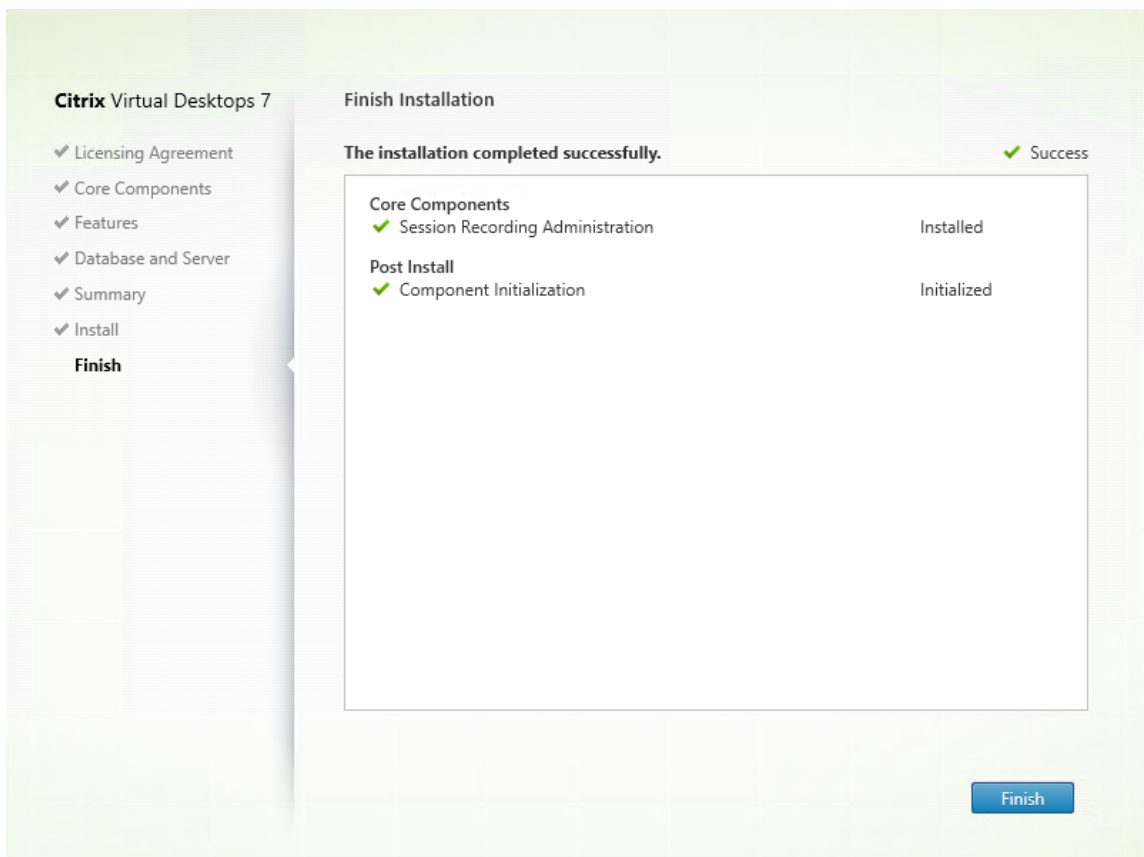 Citrix Virtual Desktops 7
Licensing Agreement
Core Components
Features
Database and Server
Summary
Install
Finish
Finish Installation
The installation completed successfully.
Success
Core Components
Session Recording Administration Installed
Post Install
Component Initialization Initialized
Finish